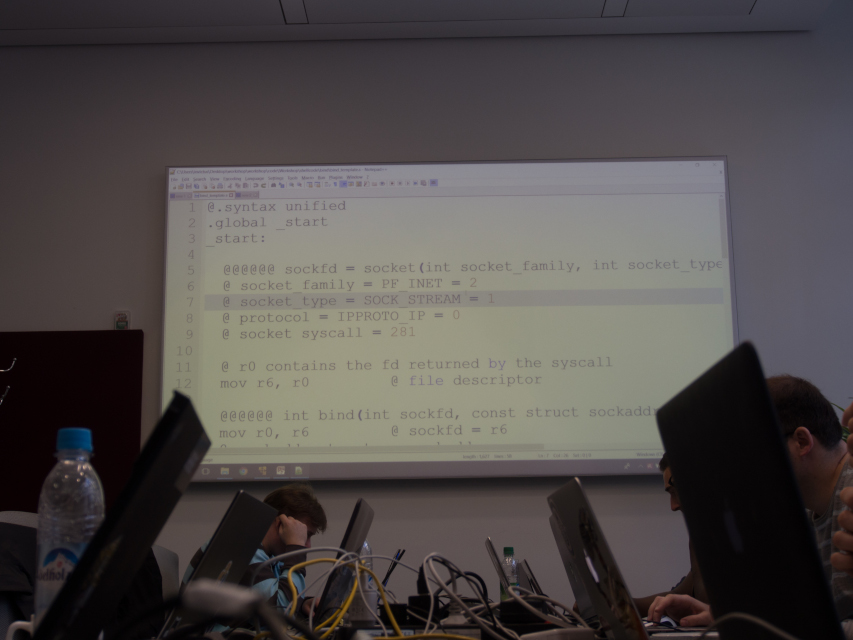 1 @.syntax unified
2 .global _start
3 _start:
4
5 @@@@@@ sockfd = socket(int socket_family, int socket_type
6 @ socket_family = PF_INET = 2
7 @ socket_type = SOCK_STREAM = 1
8 @ protocol = IPPROTO_IP = 0
9 @ socket syscall = 281
10
11 @ r0 contains the fd returned by the syscall
12 mov r6, r0 @ file descriptor
@@@@@@ int bind(int sockfd, const struct sockaddr
mov r0, r6 @ sockfd = r6